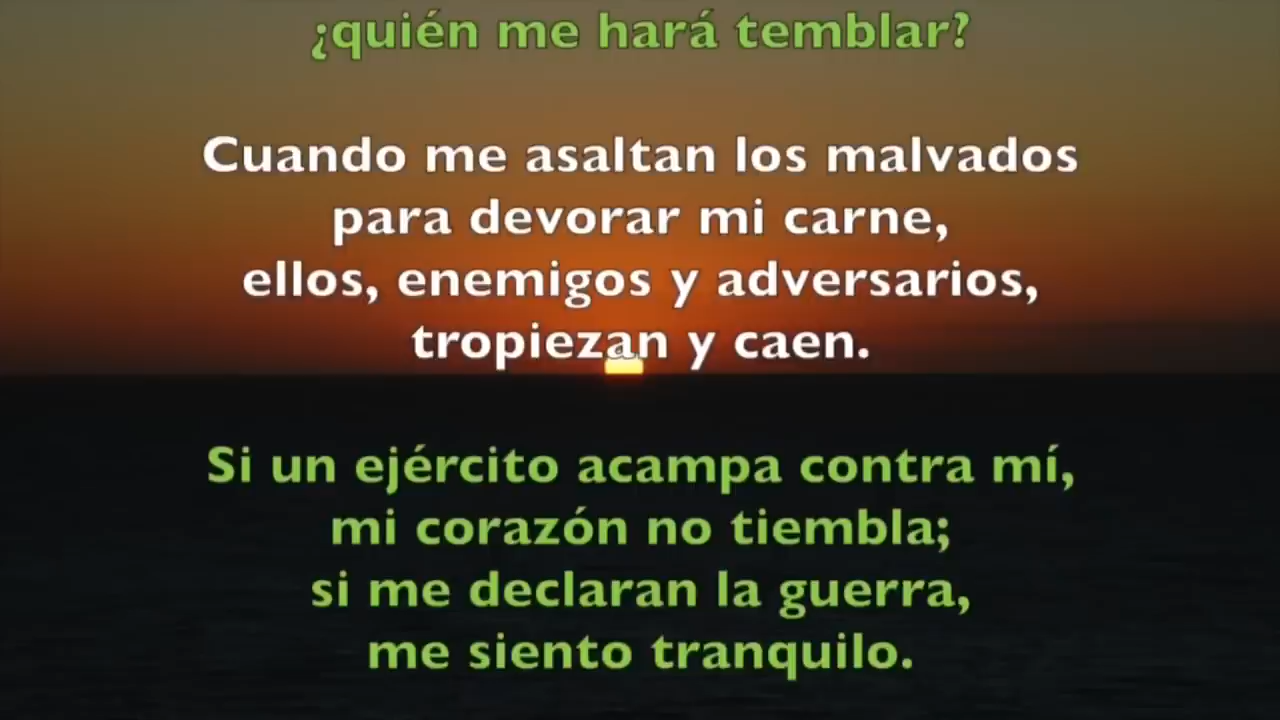 ¿quién me hará temblar?
Cuando me asaltan los malvados
para devorar mi carne,
ellos, enemigos y adversarios,
tropiezan y caen.
Si un ejército acampa contra mí,
mi corazón no tiembla;
si me declaran la guerra,
me siento tranquilo.